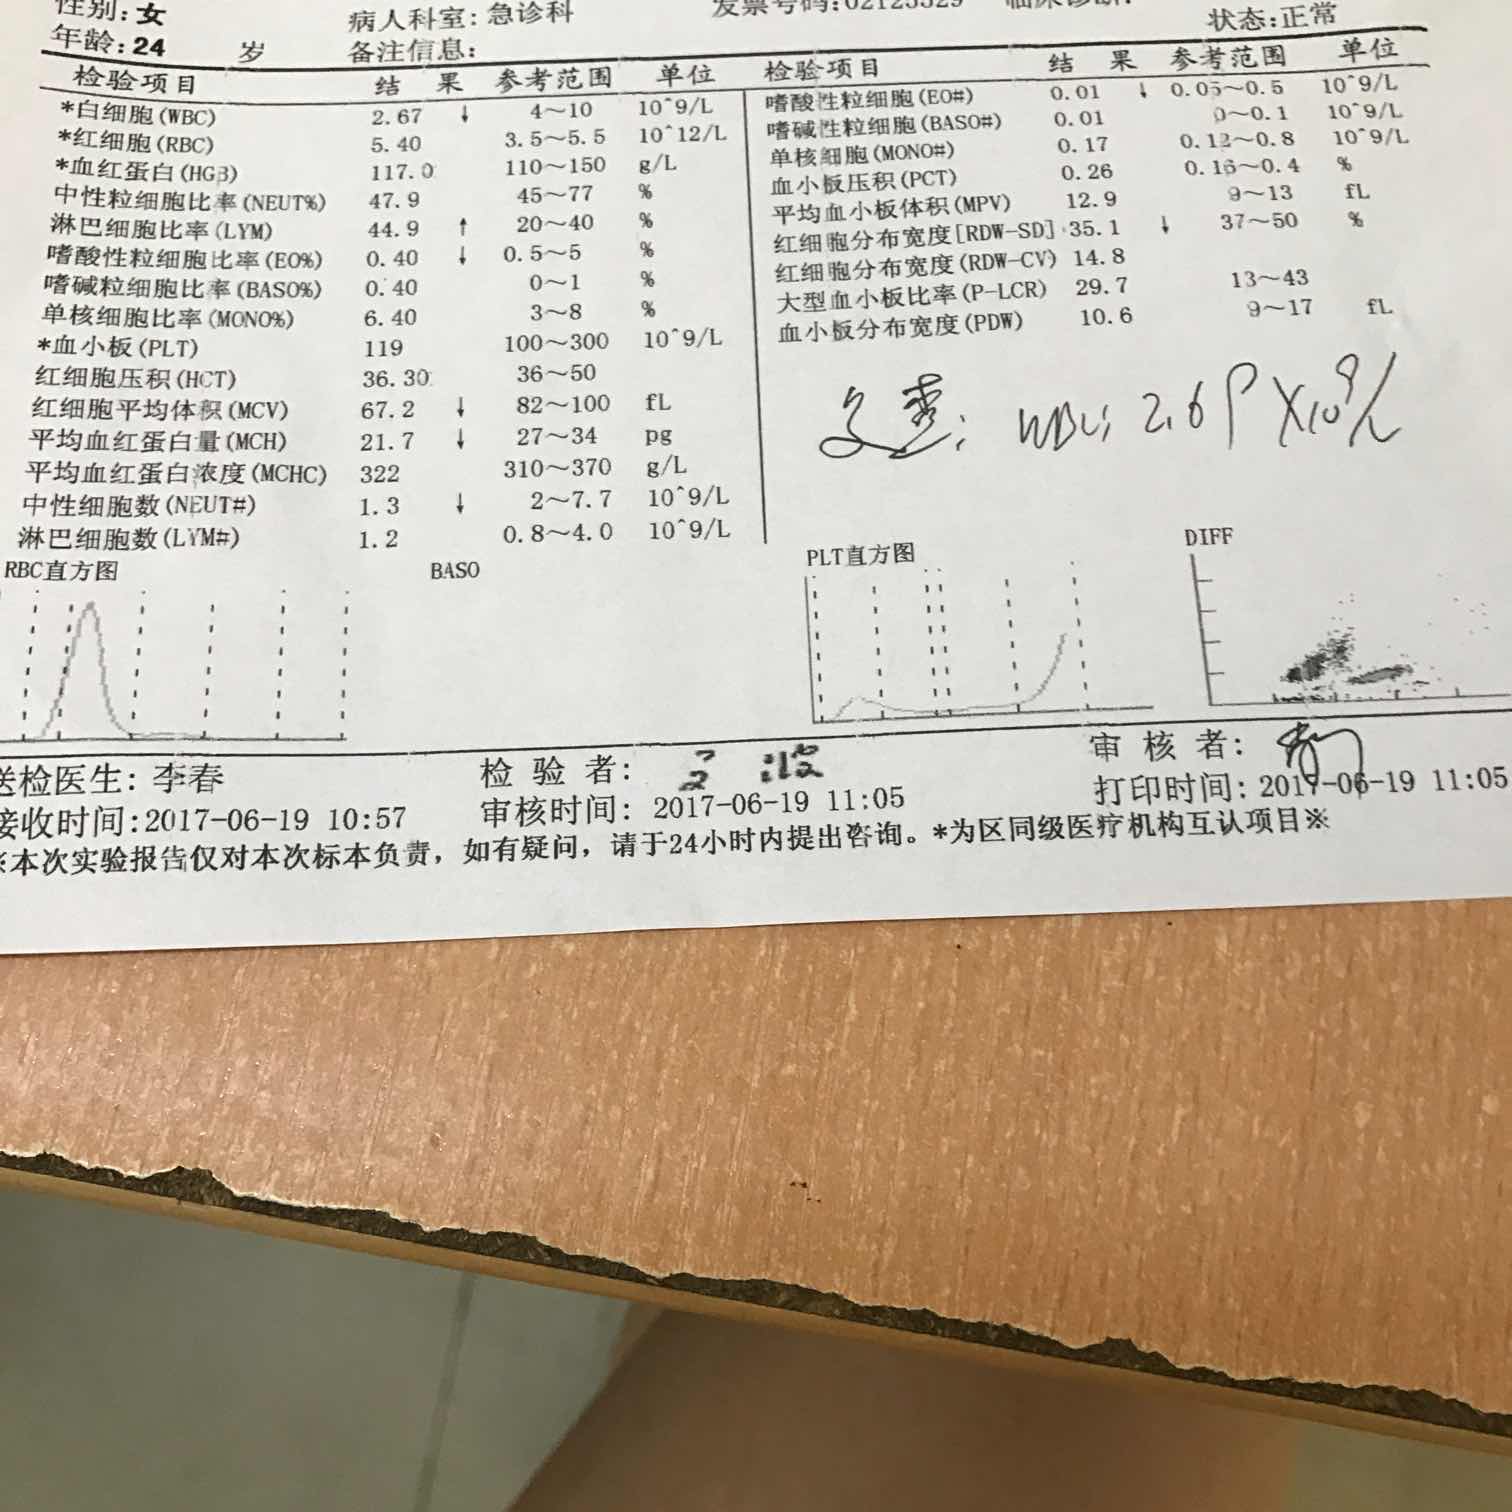 性别:女
病人科室:急诊科
发票号码:02125529
状态:正常
年龄:24 岁
备注信息:
检验项目 结 果 参考范围 单位
*白细胞(WBC) 2.67 ↓ 4～10 10^9/L
*红细胞(RBC) 5.40 3.5～5.5 10^12/L
*血红蛋白(HGB) 117.0 110～150 g/L
中性粒细胞比率(NEUT%) 47.9 45～77 %
淋巴细胞比率(LYM) 44.9 ↑ 20～40 %
嗜酸性粒细胞比率(EO%) 0.40 ↓ 0.5～5 %
嗜碱粒细胞比率(BASO%) 0.40 0～1 %
单核细胞比率(MONO%) 6.40 3～8 %
*血小板(PLT) 119 100～300 10^9/L
红细胞压积(HCT) 36.30 36～50
红细胞平均体积(MCV) 67.2 ↓ 82～100 fL
平均血红蛋白量(MCH) 21.7 ↓ 27～34 pg
平均血红蛋白浓度(MCHC) 322 310～370 g/L
中性细胞数(NEUT#) 1.3 ↓ 2～7.7 10^9/L
淋巴细胞数(LYM#) 1.2 0.8～4.0 10^9/L
检验项目 结 果 参考范围 单位
嗜酸性粒细胞(EO#) 0.01 ↓ 0.05～0.5 10^9/L
嗜碱性粒细胞(BASO#) 0.01 0～0.1 10^9/L
单核细胞(MONO#) 0.17 0.12～0.8 10^9/L
血小板压积(PCT) 0.26 0.16～0.4 %
平均血小板体积(MPV) 12.9 9～13 fL
红细胞分布宽度[RDW-SD] 35.1 ↓ 37～50 %
红细胞分布宽度(RDW-CV) 14.8
大型血小板比率(P-LCR) 29.7 13～43
血小板分布宽度(PDW) 10.6 9～17 fL
WBC: 2.69 X10^9/L
RBC直方图
BASO
PLT直方图
DIFF
送检医生: 李春
检 验 者:
审 核 者:
接收时间:2017-06-19 10:57
审核时间: 2017-06-19 11:05
打印时间: 2017-06-19 11:05
※本次实验报告仅对本次标本负责，如有疑问，请于24小时内提出咨询。*为区同级医疗机构互认项目※